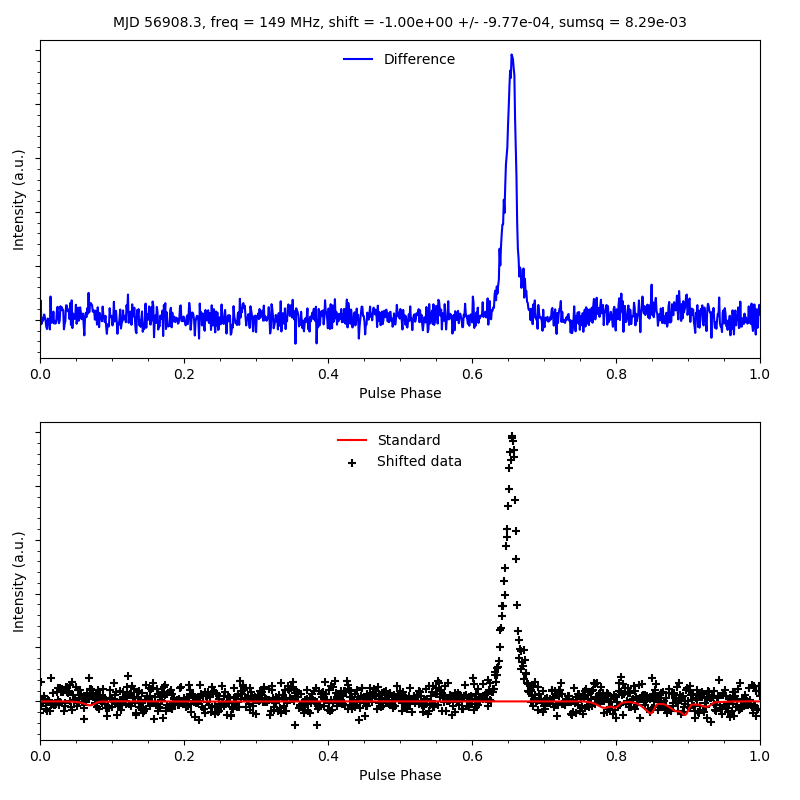 MJD 56908.3, freq = 149 MHz, shift = -1.00e+00 +/- -9.77e-04, sumsq = 8.29e-03
Difference
Intensity (a.u.)
0.0 0.2 0.4 0.6 0.8 1.0
Pulse Phase
Standard
Shifted data
Intensity (a.u.)
0.0 0.2 0.4 0.6 0.8 1.0
Pulse Phase